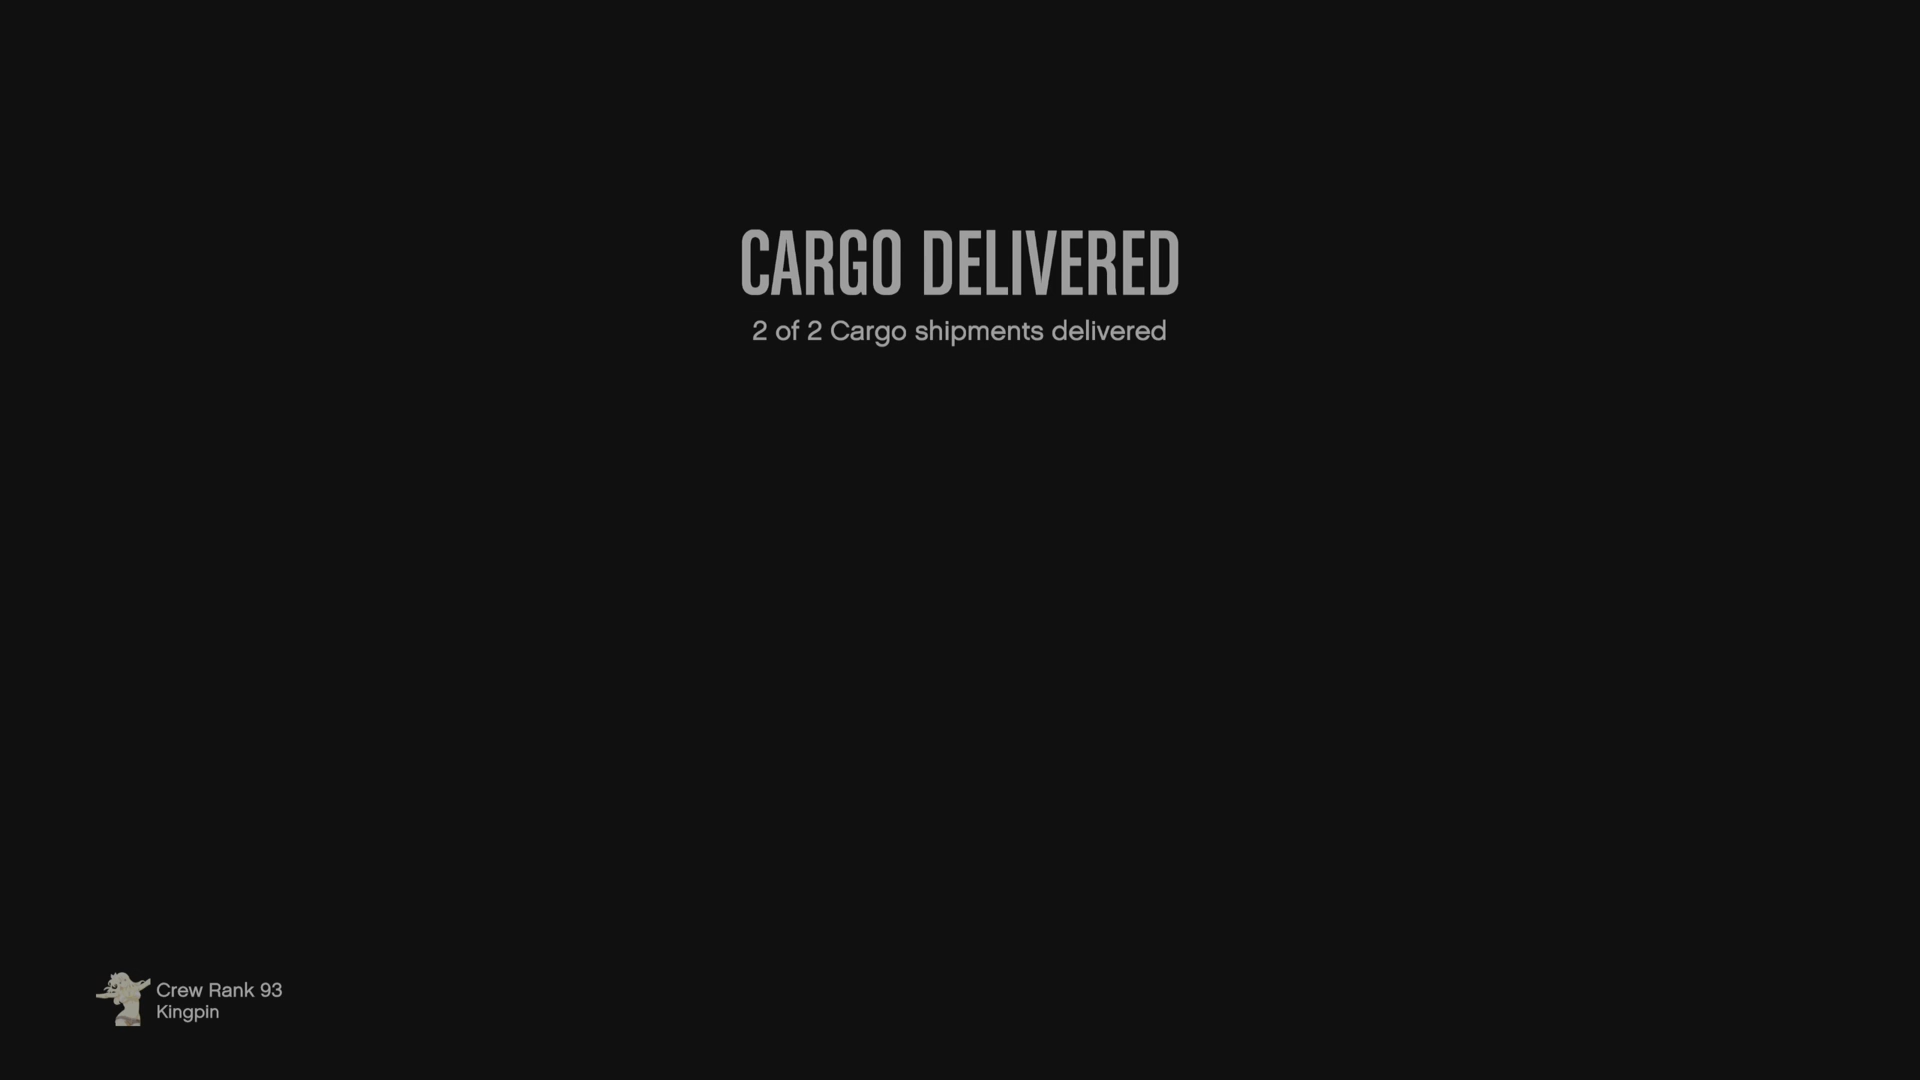 CARGO DELIVERED
2 of 2 Cargo shipments delivered
Crew Rank 93
Kingpin